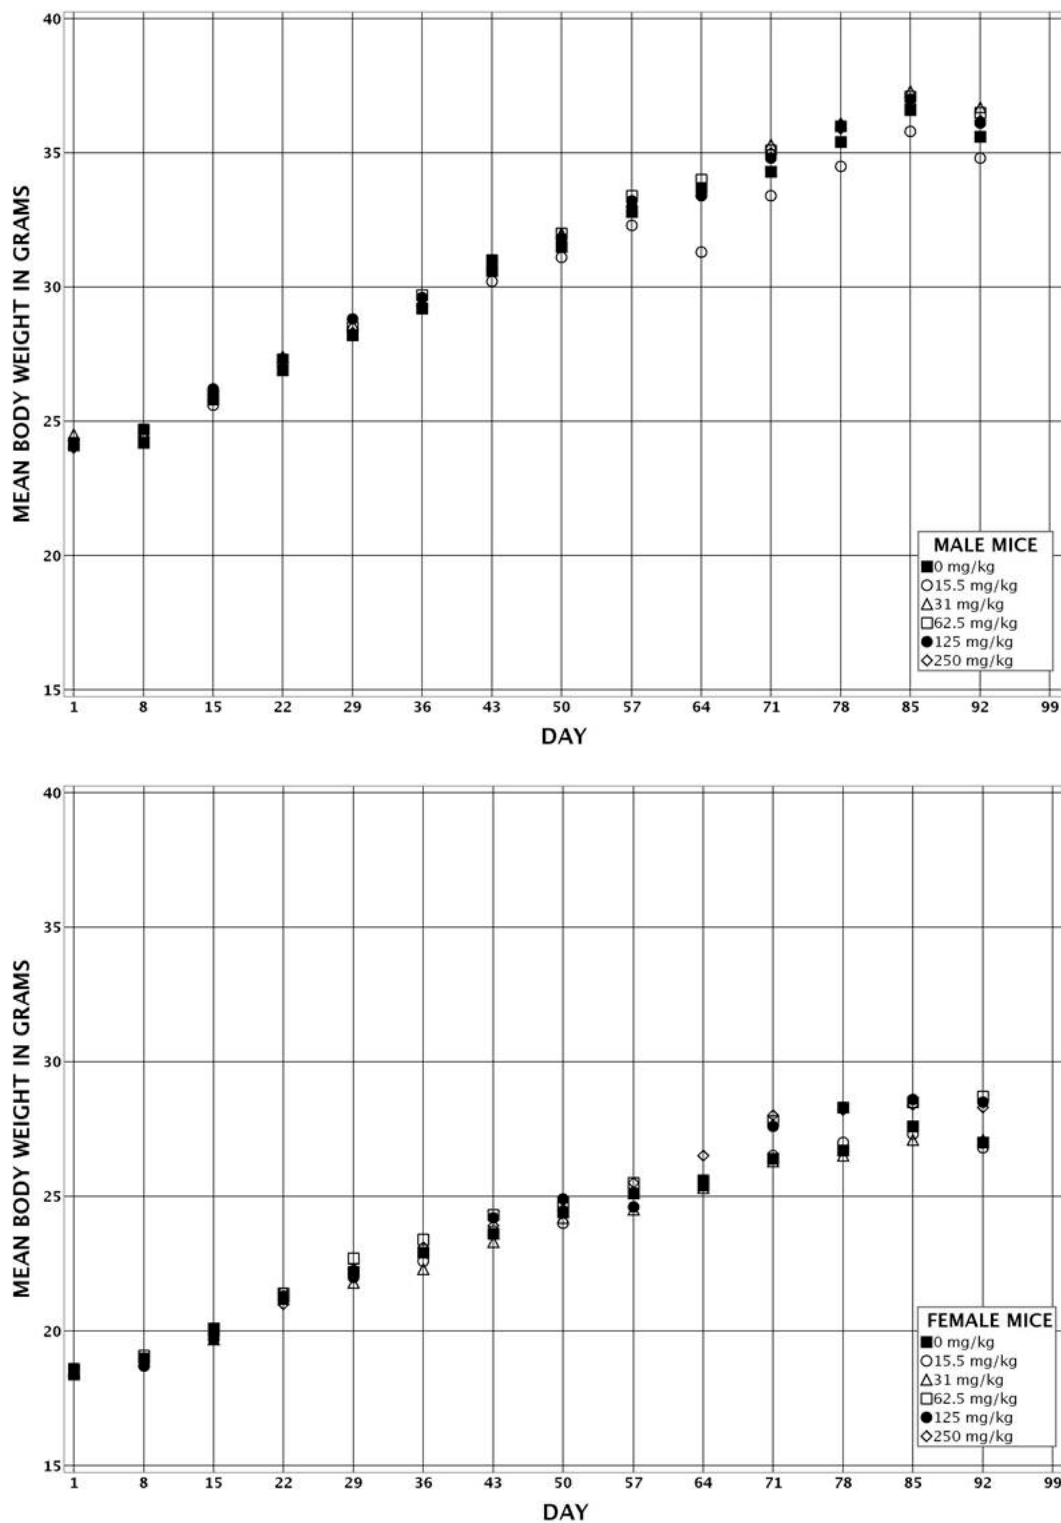 40
35
30
25
20
15
MEAN BODY WEIGHT IN GRAMS
MALE MICE
0 mg/kg
15.5 mg/kg
31 mg/kg
62.5 mg/kg
125 mg/kg
250 mg/kg
1 8 15 22 29 36 43 50 57 64 71 78 85 92 99
DAY
40
35
30
25
20
15
MEAN BODY WEIGHT IN GRAMS
FEMALE MICE
0 mg/kg
15.5 mg/kg
31 mg/kg
62.5 mg/kg
125 mg/kg
250 mg/kg
1 8 15 22 29 36 43 50 57 64 71 78 85 92 99
DAY